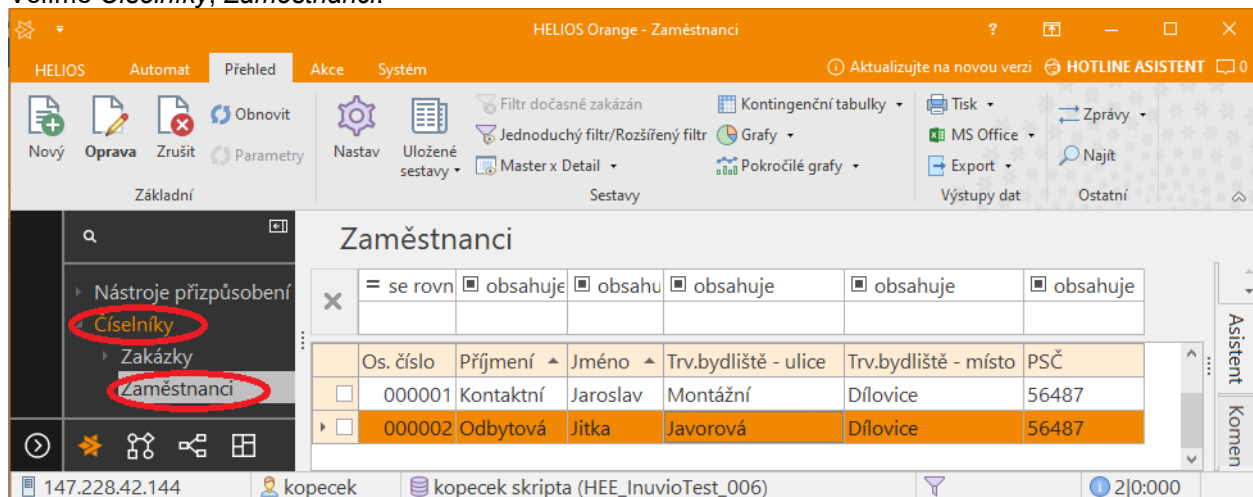 Volíme Číselníky, Zaměstnanci.
HELIOS Orange - Zaměstnanci ?
HELIOS Automat Přehled Akce Systém Aktualizujte na novou verzi HOTLINE ASISTENT 0
Nový Oprava Zrušit Obnovit Parametry
Základní
Nastav Uložené sestavy
Filtr dočasně zakázán Kontingenční tabulky
Jednoduchý filtr/Rozšířený filtr Grafy
Master x Detail Pokročilé grafy
Sestavy
Tisk
MS Office
Export
Výstupy dat
Zprávy
Najít
Ostatní
Nástroje přizpůsobení
Číselníky
Zakázky
Zaměstnanci
Zaměstnanci
= se rovn obsahuje obsahu obsahuje obsahuje obsahuje
Os. číslo Příjmení Jméno Trv.bydliště - ulice Trv.bydliště - místo PSČ
000001 Kontaktní Jaroslav Montážní Dílovice 56487
000002 Odbytová Jitka Javorová Dílovice 56487
Asistent
Komen
147.228.42.144 kopecek kopecek skripta (HEE_InuvioTest_006) 2|0:000